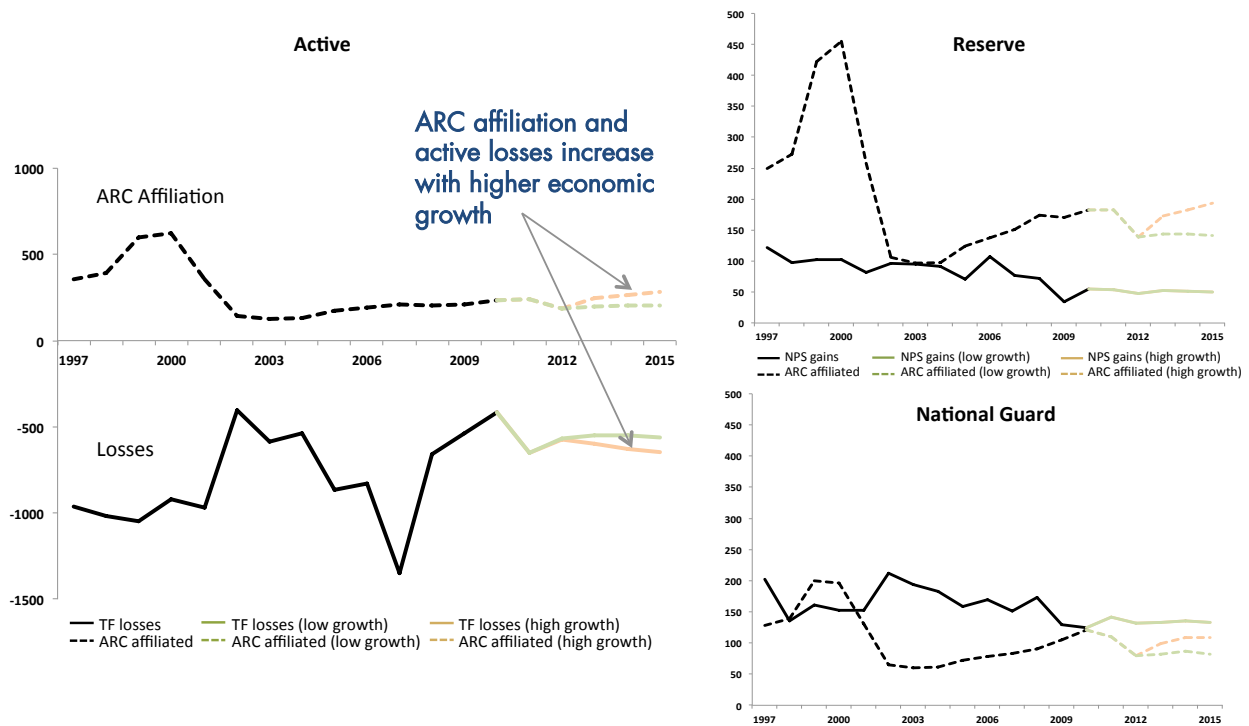 Active
ARC affiliation and
active losses increase
with higher economic
growth
1000
ARC Affiliation
500
0
1997 2000 2003 2006 2009 2012 2015
-500
Losses
-1000
-1500
TF losses TF losses (low growth) TF losses (high growth)
ARC affiliated ARC affiliated (low growth) ARC affiliated (high growth)
Reserve
500
450
400
350
300
250
200
150
100
50
0
1997 2000 2003 2006 2009 2012 2015
NPS gains NPS gains (low growth) NPS gains (high growth)
ARC affiliated ARC affiliated (low growth) ARC affiliated (high growth)
National Guard
500
450
400
350
300
250
200
150
100
50
0
1997 2000 2003 2006 2009 2012 2015